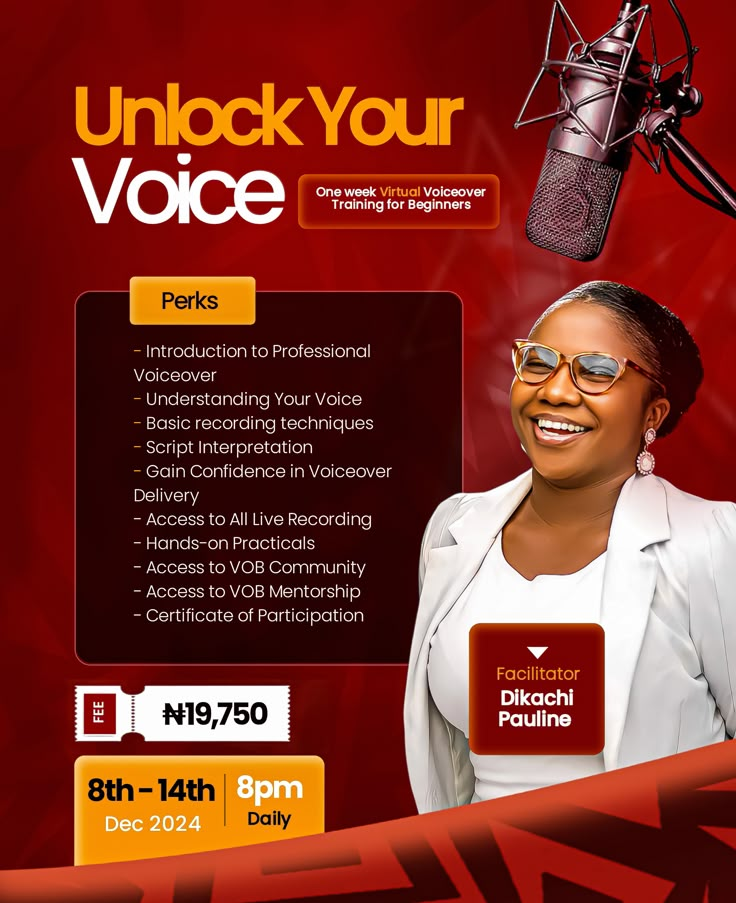 Unlock Your
Voice
One week Virtual Voiceover
Training for Beginners
Perks
- Introduction to Professional
Voiceover
- Understanding Your Voice
- Basic recording techniques
- Script Interpretation
- Gain Confidence in Voiceover
Delivery
- Access to All Live Recording
- Hands-on Practicals
- Access to VOB Community
- Access to VOB Mentorship
- Certificate of Participation
Facilitator
Dikachi
Pauline
FEE
₦19,750
8th - 14th
Dec 2024
8pm
Daily